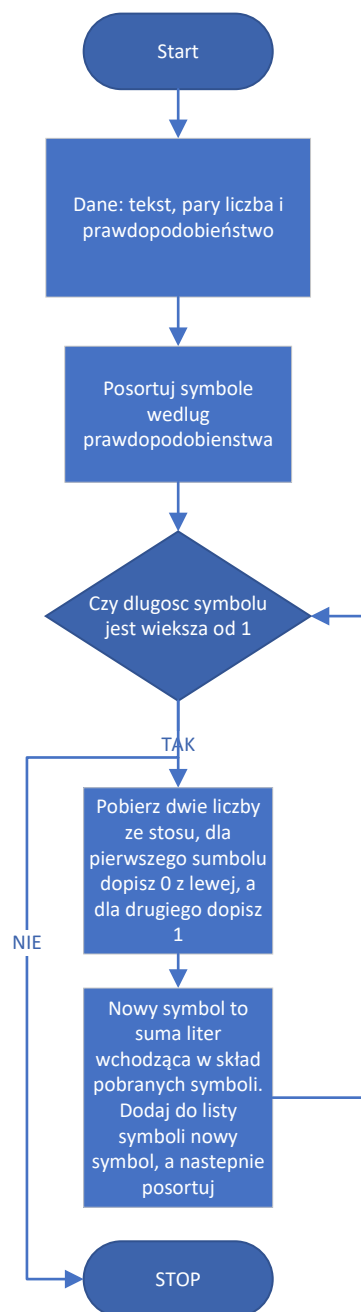 Start
Dane: tekst, pary liczba i
prawdopodobieństwo
Posortuj symbole
wedlug
prawdopodobienstwa
Czy dlugosc symbolu
jest wieksza od 1
TAK
Pobierz dwie liczby
ze stosu, dla
pierwszego sumbolu
dopisz 0 z lewej, a
dla drugiego dopisz
1
NIE
Nowy symbol to
suma liter
wchodząca w skład
pobranych symboli.
Dodaj do listy
symboli nowy
symbol, a nastepnie
posortuj
STOP